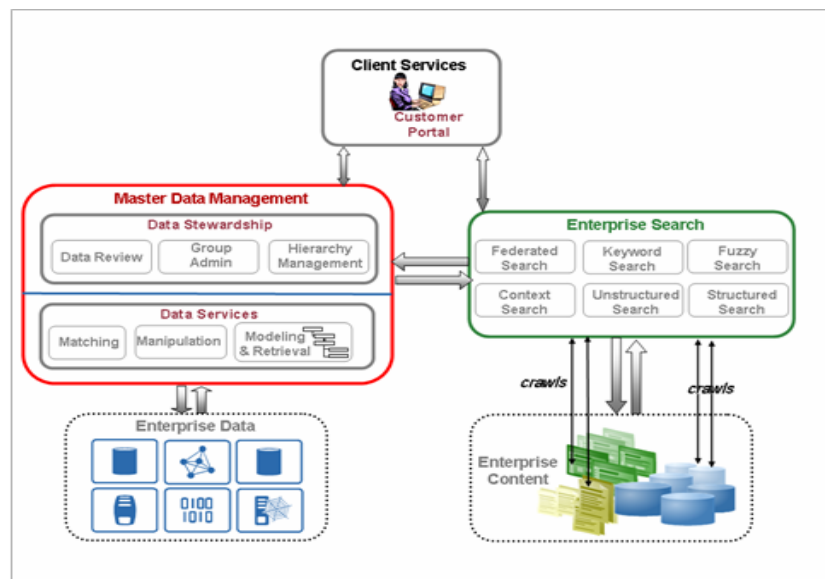 Client Services
Customer
Portal
Master Data Management
Data Stewardship
Data Review
Group
Admin
Hierarchy
Management
Data Services
Matching
Manipulation
Modeling
& Retrieval
Enterprise Search
Federated
Search
Keyword
Search
Fuzzy
Search
Context
Search
Unstructured
Search
Structured
Search
crawls
crawls
Enterprise Data
0100
1010
Enterprise
Content